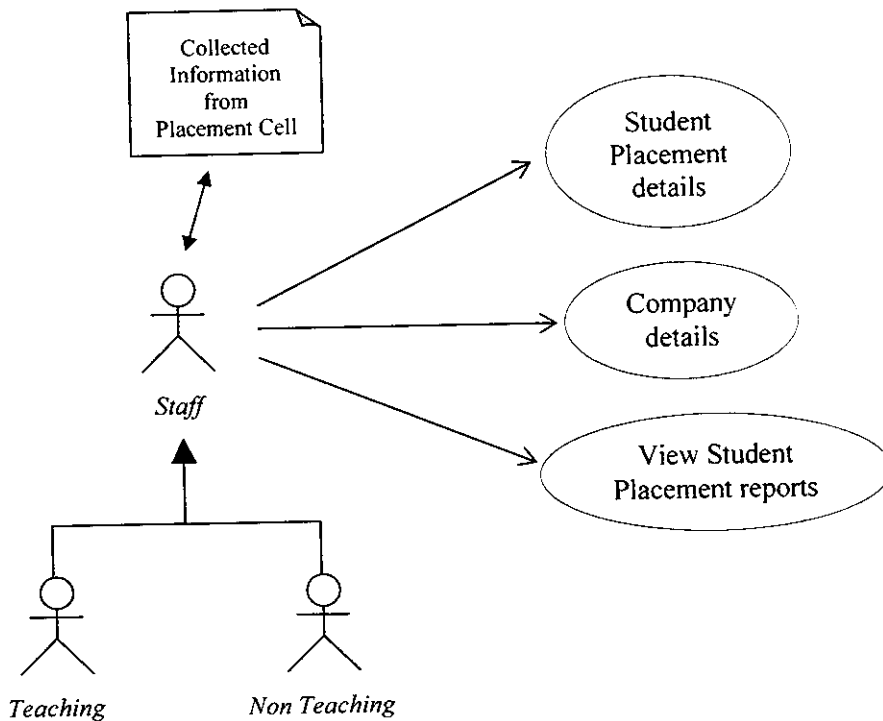 Collected
Information
from
Placement Cell
Student
Placement
details
Company
details
Staff
View Student
Placement reports
Teaching
Non Teaching